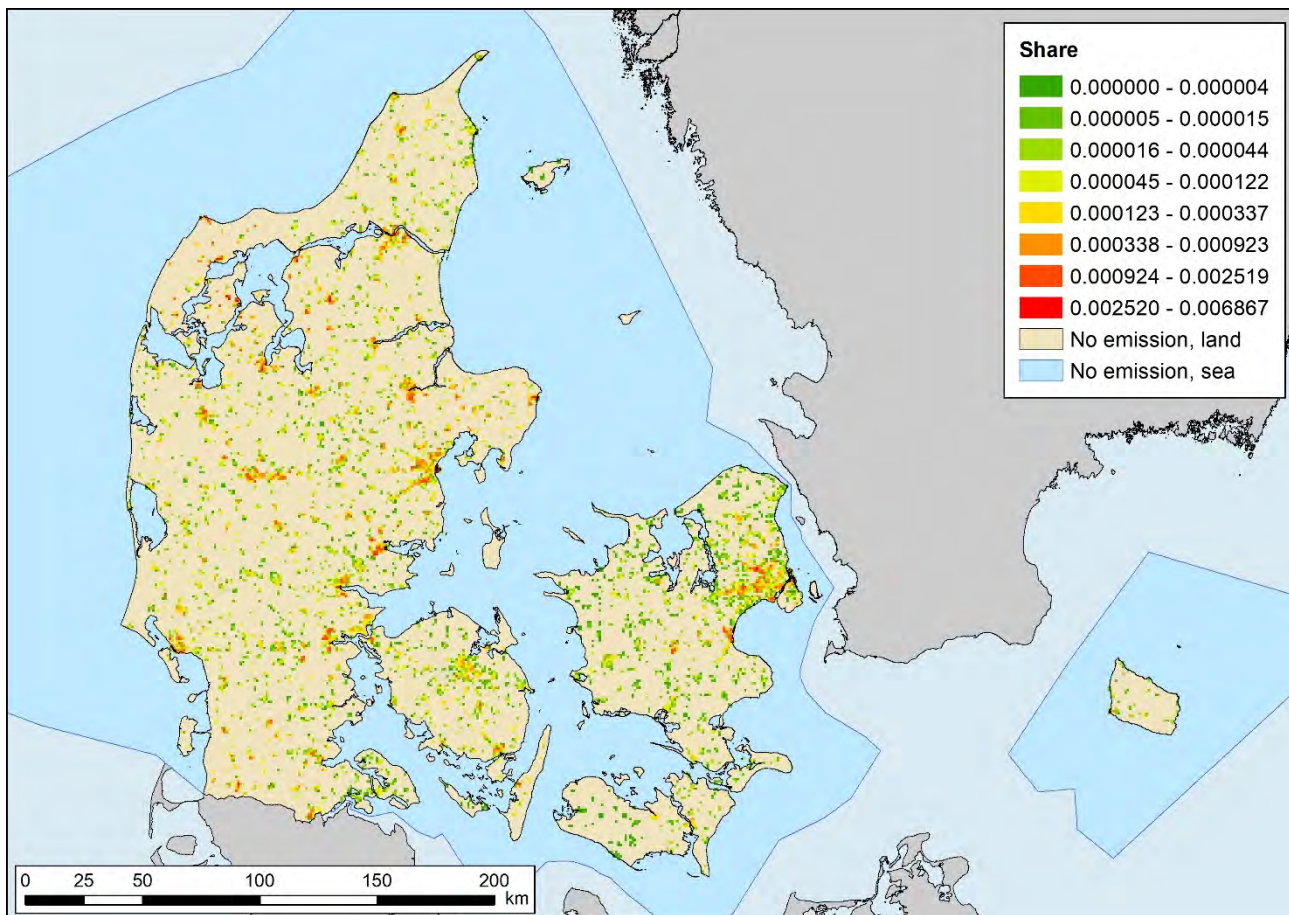 Share
0.000000 - 0.000004
0.000005 - 0.000015
0.000016 - 0.000044
0.000045 - 0.000122
0.000123 - 0.000337
0.000338 - 0.000923
0.000924 - 0.002519
0.002520 - 0.006867
No emission, land
No emission, sea
0 25 50 100 150 200
km